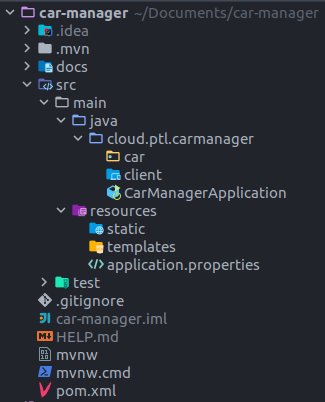 car-manager ~/Documents/car-manager
.idea
.mvn
docs
src
main
java
cloud.ptl.carmanager
car
client
CarManagerApplication
resources
static
templates
application.properties
test
.gitignore
car-manager.iml
HELP.md
mvnw
mvnw.cmd
pom.xml